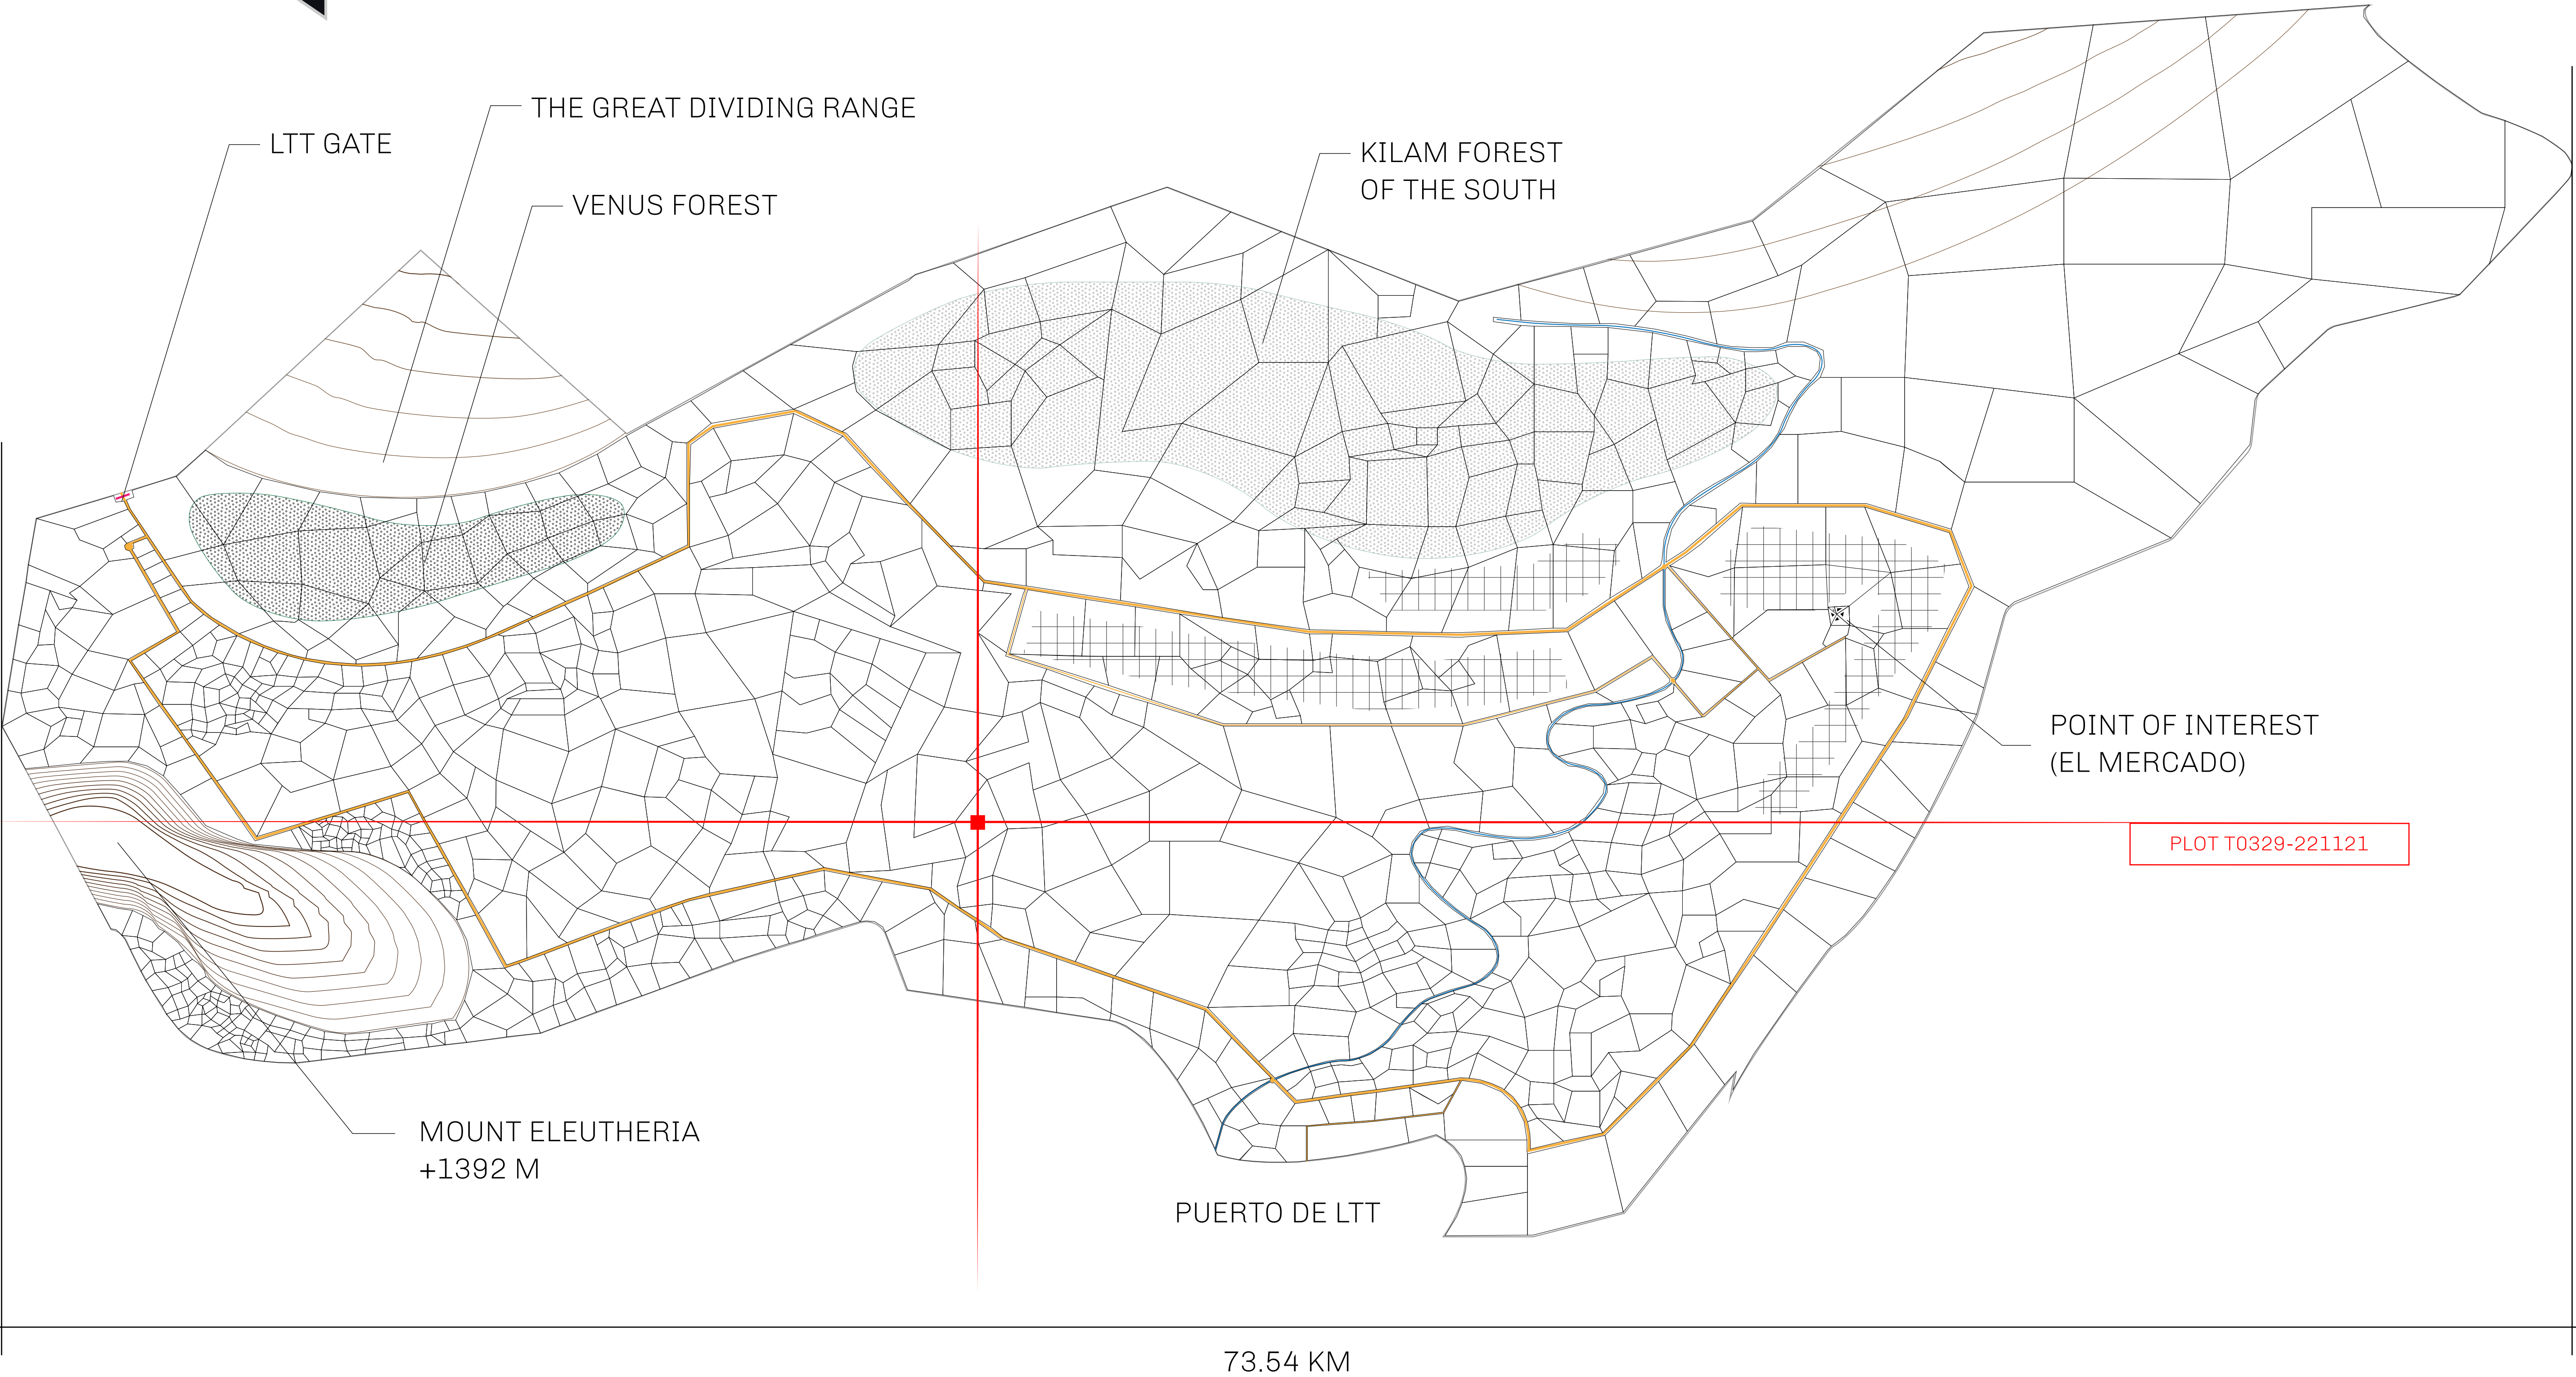 THE GREAT DIVIDING RANGE
LTT GATE
VENUS FOREST
KILAM FOREST
OF THE SOUTH
POINT OF INTEREST
(EL MERCADO)
PLOT T0329-221121
MOUNT ELEUTHERIA
+1392 M
PUERTO DE LTT
73.54 KM